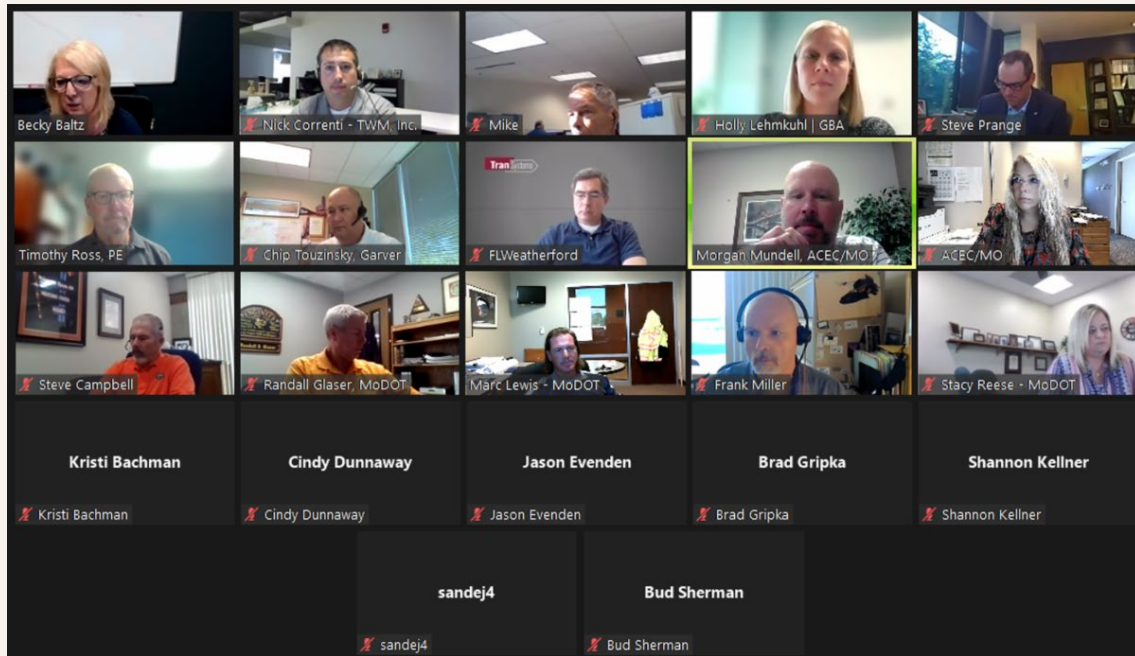 Becky Baltz
Nick Correnti - TWM, Inc.
Mike
Holly Lehmkuhl | GBA
Steve Prange
Timothy Ross, PE
Chip Touzinsky, Garver
Tran
FLWeatherford
Morgan Mundell, ACEC/MO
ACEC/MO
Steve Campbell
Randall Glaser, MoDOT
Marc Lewis - MoDOT
Frank Miller
Stacy Reese - MoDOT
Kristi Bachman
Cindy Dunnaway
Jason Evenden
Brad Gripka
Shannon Kellner
Kristi Bachman
Cindy Dunnaway
Jason Evenden
Brad Gripka
Shannon Kellner
sandej4
Bud Sherman
sandej4
Bud Sherman